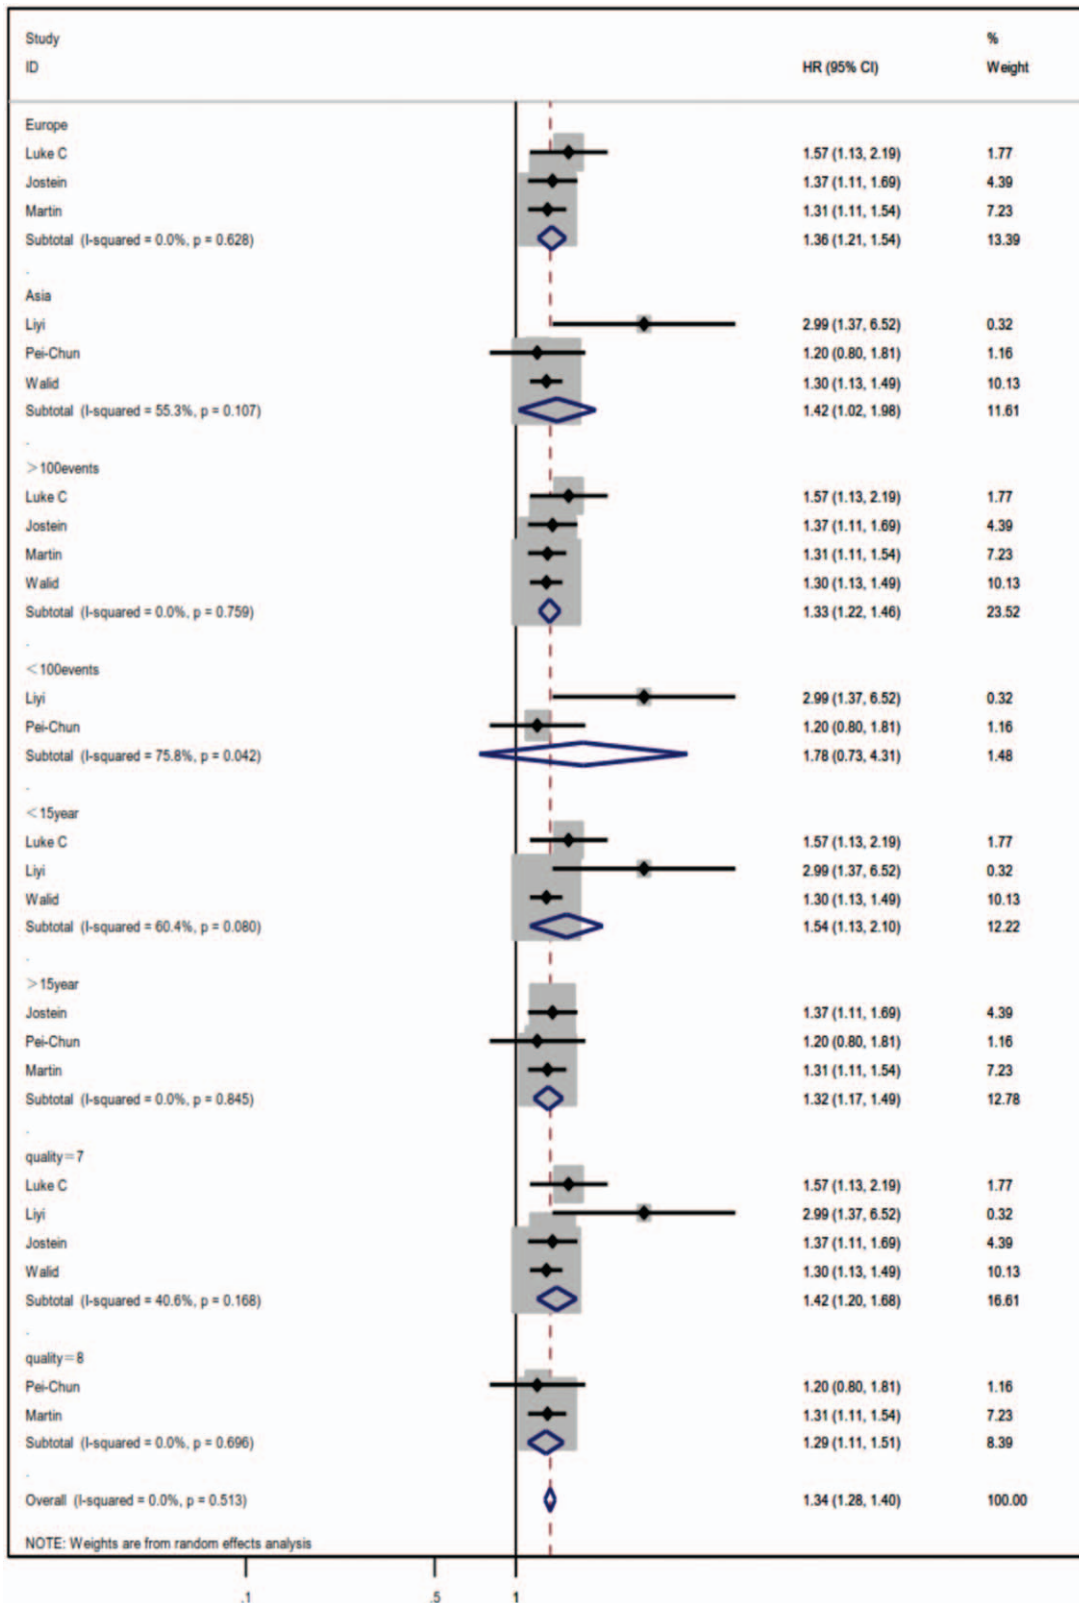 Study %
ID HR (95% CI) Weight
Europe
Luke C 1.57 (1.13, 2.19) 1.77
Jostein 1.37 (1.11, 1.69) 4.39
Martin 1.31 (1.11, 1.54) 7.23
Subtotal (I-squared = 0.0%, p = 0.628) 1.36 (1.21, 1.54) 13.39
.
Asia
Liyi 2.99 (1.37, 6.52) 0.32
Pei-Chun 1.20 (0.80, 1.81) 1.16
Walid 1.30 (1.13, 1.49) 10.13
Subtotal (I-squared = 55.3%, p = 0.107) 1.42 (1.02, 1.98) 11.61
.
>100events
Luke C 1.57 (1.13, 2.19) 1.77
Jostein 1.37 (1.11, 1.69) 4.39
Martin 1.31 (1.11, 1.54) 7.23
Walid 1.30 (1.13, 1.49) 10.13
Subtotal (I-squared = 0.0%, p = 0.759) 1.33 (1.22, 1.46) 23.52
.
<100events
Liyi 2.99 (1.37, 6.52) 0.32
Pei-Chun 1.20 (0.80, 1.81) 1.16
Subtotal (I-squared = 75.8%, p = 0.042) 1.78 (0.73, 4.31) 1.48
.
<15year
Luke C 1.57 (1.13, 2.19) 1.77
Liyi 2.99 (1.37, 6.52) 0.32
Walid 1.30 (1.13, 1.49) 10.13
Subtotal (I-squared = 60.4%, p = 0.080) 1.54 (1.13, 2.10) 12.22
.
>15year
Jostein 1.37 (1.11, 1.69) 4.39
Pei-Chun 1.20 (0.80, 1.81) 1.16
Martin 1.31 (1.11, 1.54) 7.23
Subtotal (I-squared = 0.0%, p = 0.845) 1.32 (1.17, 1.49) 12.78
.
quality=7
Luke C 1.57 (1.13, 2.19) 1.77
Liyi 2.99 (1.37, 6.52) 0.32
Jostein 1.37 (1.11, 1.69) 4.39
Walid 1.30 (1.13, 1.49) 10.13
Subtotal (I-squared = 40.6%, p = 0.168) 1.42 (1.20, 1.68) 16.61
.
quality=8
Pei-Chun 1.20 (0.80, 1.81) 1.16
Martin 1.31 (1.11, 1.54) 7.23
Subtotal (I-squared = 0.0%, p = 0.696) 1.29 (1.11, 1.51) 8.39
.
Overall (I-squared = 0.0%, p = 0.513) 1.34 (1.28, 1.40) 100.00
NOTE: Weights are from random effects analysis
.1 .5 1